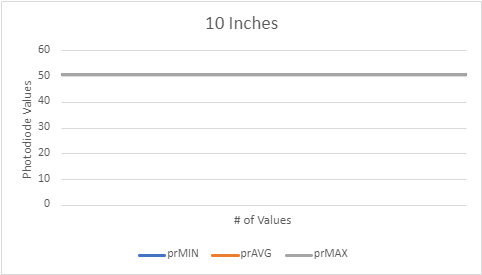 10 Inches
60
50
40
30
20
10
0
Photodiode Values
# of Values
prMIN prAVG prMAX